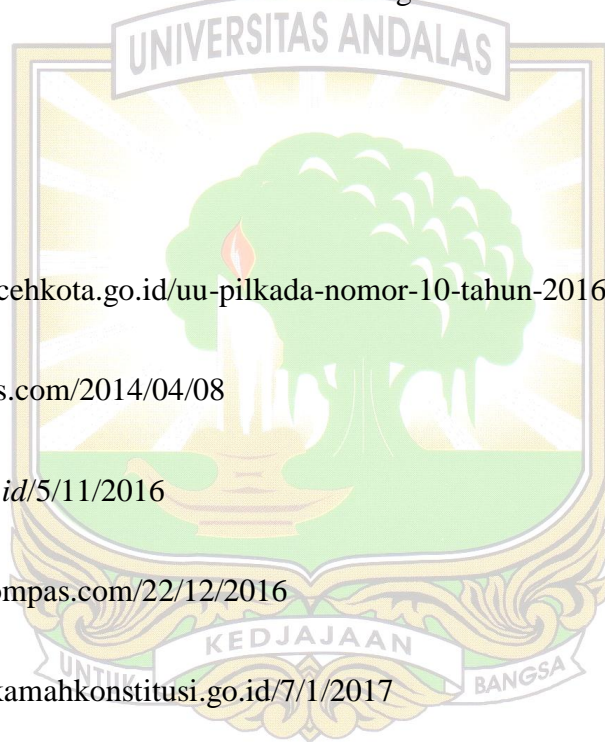 UNIVERSITAS ANDALAS
cehkota.go.id/uu-pilkada-nomor-10-tahun-2016
s.com/2014/04/08
id/5/11/2016
ompas.com/22/12/2016
KEDJAJAAN
UNTUK BANGSA
kamahkonstitusi.go.id/7/1/2017